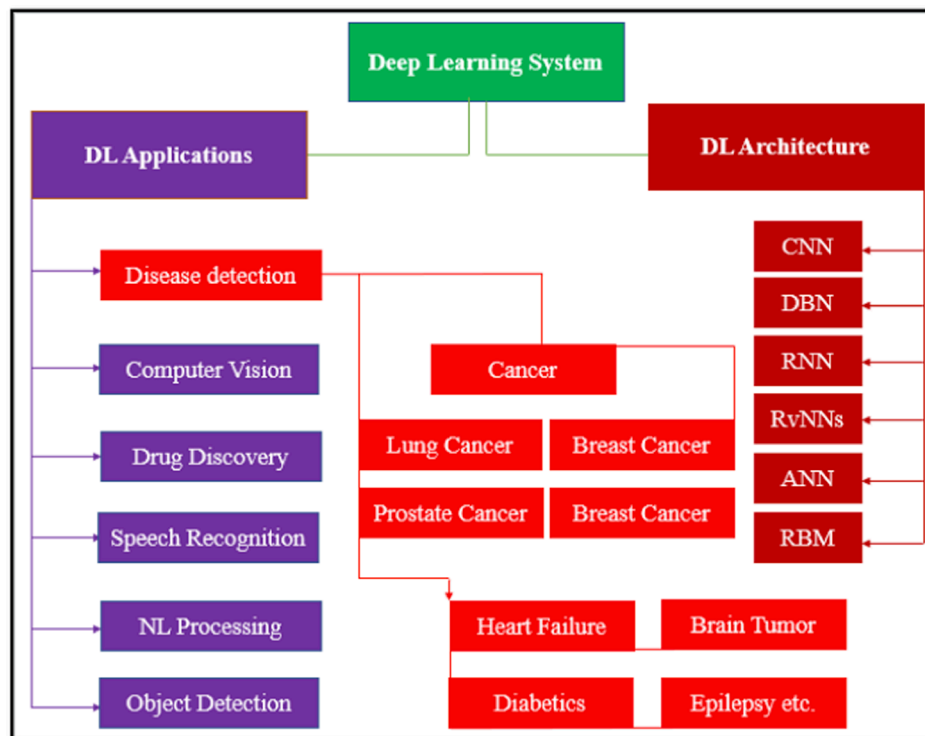 Deep Learning System
DL Applications
DL Architecture
Disease detection
Computer Vision
Drug Discovery
Speech Recognition
NL Processing
Object Detection
Cancer
Lung Cancer
Breast Cancer
Prostate Cancer
Breast Cancer
Heart Failure
Brain Tumor
Diabetics
Epilepsy etc.
CNN
DBN
RNN
RvNNs
ANN
RBM